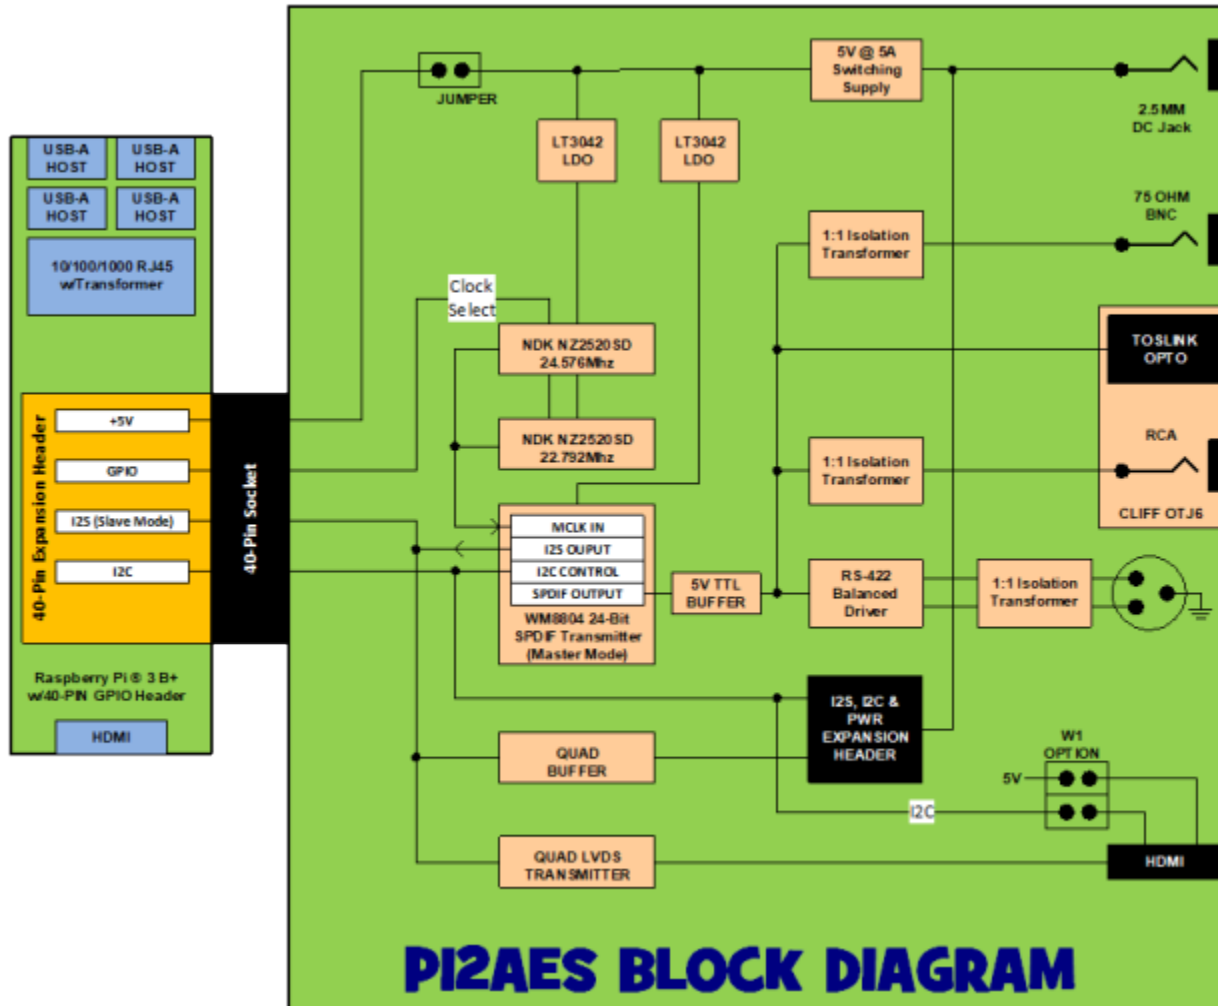 5V @ 5A
Switching
Supply
JUMPER
2.5MM
DC Jack
LT3042
LDO
LT3042
LDO
USB-A
HOST
USB-A
HOST
USB-A
HOST
USB-A
HOST
10/100/1000 RJ45
w/Transformer
75 OHM
BNC
1:1 Isolation
Transformer
Clock
Select
NDK NZ2520SD
24.576Mhz
TOSLINK
OPTO
NDK NZ2520SD
22.792Mhz
1:1 Isolation
Transformer
RCA
CLIFF OTJ6
40-Pin Expansion Header
+5V
GPIO
I2S (Slave Mode)
I2C
40-Pin Socket
MCLK IN
I2S OUPUT
I2C CONTROL
SPDIF OUTPUT
WM8804 24-Bit
SPDIF Transmitter
(Master Mode)
5V TTL
BUFFER
RS-422
Balanced
Driver
1:1 Isolation
Transformer
Raspberry Pi ® 3 B+
w/40-PIN GPIO Header
HDMI
I2S, I2C &
PWR
EXPANSION
HEADER
QUAD
BUFFER
W1
OPTION
5V
I2C
QUAD LVDS
TRANSMITTER
HDMI
PI2AES BLOCK DIAGRAM